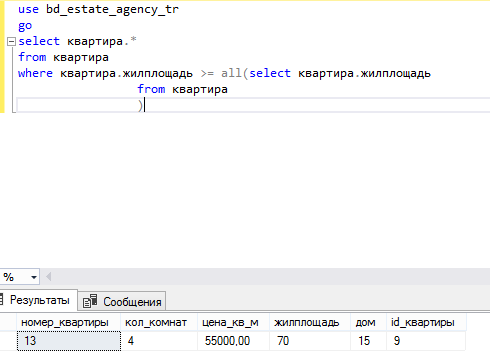 use bd_estate_agency_tr
go
select квартира.*
from квартира
where квартира.жилплощадь >= all(select квартира.жилплощадь
from квартира
)
%
Результаты Сообщения
номер_квартиры кол_комнат цена_кв_м жилплощадь дом id_квартиры
13 4 55000,00 70 15 9